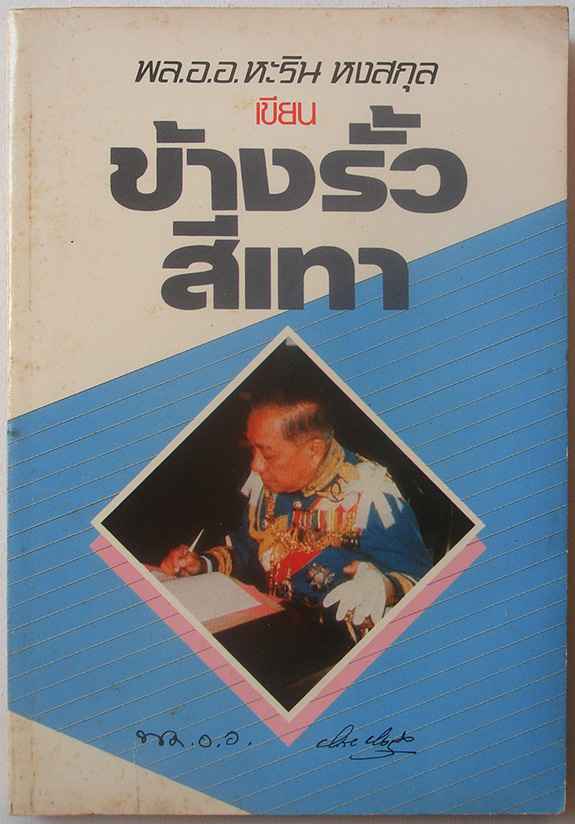 พล.อ.อ.หะริน หงสกุล
เขียน
ข้างรั้ว
สีเทา
พล.อ.อ.